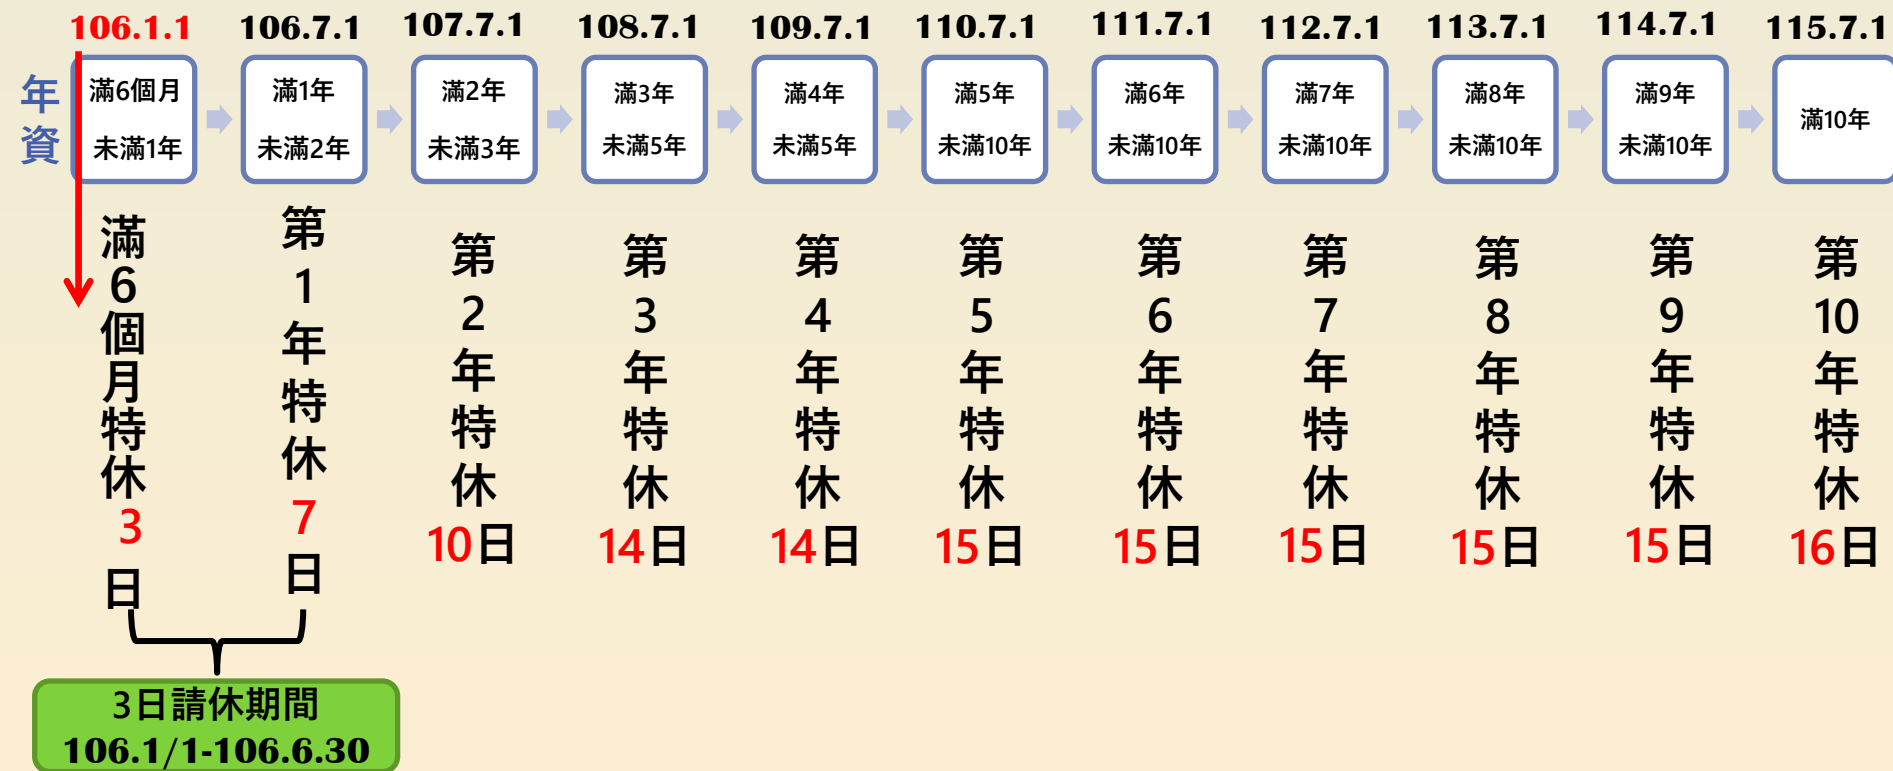 106.1.1
106.7.1
107.7.1
108.7.1
109.7.1
110.7.1
111.7.1
112.7.1
113.7.1
114.7.1
115.7.1
年資
滿6個月
未滿1年
滿1年
未滿2年
滿2年
未滿3年
滿3年
未滿5年
滿4年
未滿5年
滿5年
未滿10年
滿6年
未滿10年
滿7年
未滿10年
滿8年
未滿10年
滿9年
未滿10年
滿10年
滿6個月特休3日
第1年特休7日
第2年特休10日
第3年特休14日
第4年特休14日
第5年特休15日
第6年特休15日
第7年特休15日
第8年特休15日
第9年特休15日
第10年特休16日
3日請休期間
106.1/1-106.6.30